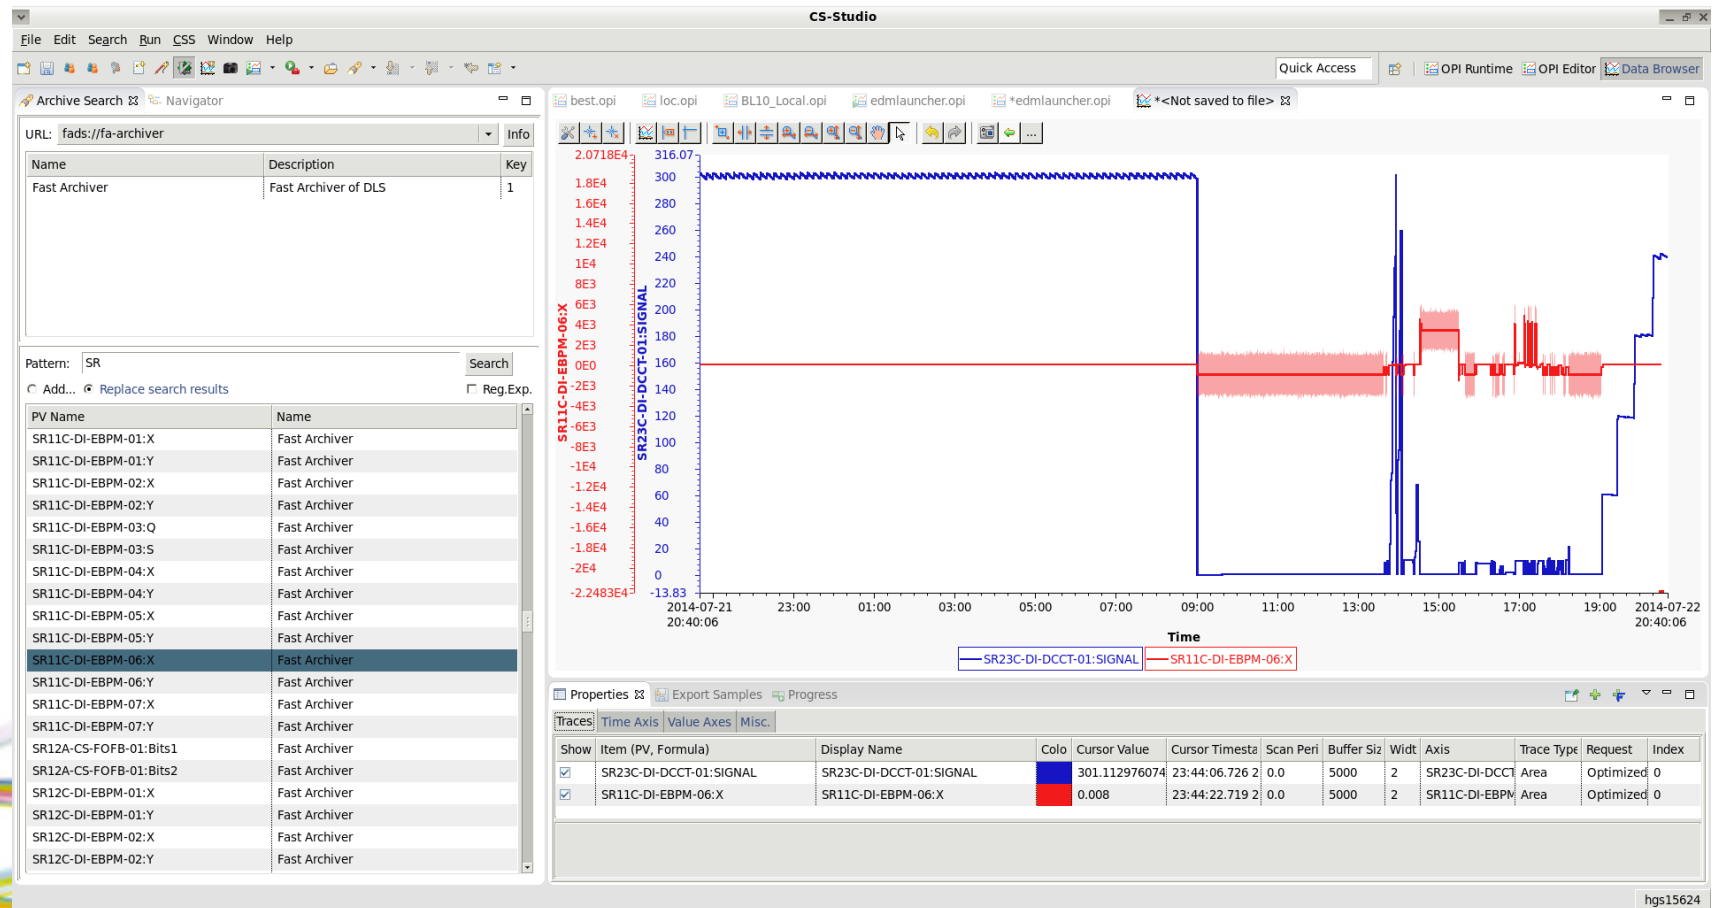 CS-Studio
File Edit Search Run CSS Window Help
Quick Access
OPI Runtime OPI Editor Data Browser
Archive Search Navigator
URL: fads://fa-archiver Info
Name Description Key
Fast Archiver Fast Archiver of DLS 1
Pattern: SR Search
Add... Replace search results Reg.Exp.
PV Name Name
SR11C-DI-EBPM-01:X Fast Archiver
SR11C-DI-EBPM-01:Y Fast Archiver
SR11C-DI-EBPM-02:X Fast Archiver
SR11C-DI-EBPM-02:Y Fast Archiver
SR11C-DI-EBPM-03:Q Fast Archiver
SR11C-DI-EBPM-03:S Fast Archiver
SR11C-DI-EBPM-04:X Fast Archiver
SR11C-DI-EBPM-04:Y Fast Archiver
SR11C-DI-EBPM-05:X Fast Archiver
SR11C-DI-EBPM-05:Y Fast Archiver
SR11C-DI-EBPM-06:X Fast Archiver
SR11C-DI-EBPM-06:Y Fast Archiver
SR11C-DI-EBPM-07:X Fast Archiver
SR11C-DI-EBPM-07:Y Fast Archiver
SR12A-CS-FOFB-01:Bits1 Fast Archiver
SR12A-CS-FOFB-01:Bits2 Fast Archiver
SR12C-DI-EBPM-01:X Fast Archiver
SR12C-DI-EBPM-01:Y Fast Archiver
SR12C-DI-EBPM-02:X Fast Archiver
SR12C-DI-EBPM-02:Y Fast Archiver
best.opi loc.opi BL10_Local.opi edmlauncher.opi *edmlauncher.opi *<Not saved to file>
...
SR11C-DI-EBPM-06:X
2.0718E4
1.8E4
1.6E4
1.4E4
1.2E4
1E4
8E3
6E3
4E3
2E3
0E0
-2E3
-4E3
-6E3
-8E3
-1E4
-1.2E4
-1.4E4
-1.6E4
-1.8E4
-2E4
-2.2483E4
SR23C-DI-DCCT-01:SIGNAL
316.07
300
280
260
240
220
200
180
160
140
120
100
80
60
40
20
0
-13.83
2014-07-21 23:00 01:00 03:00 05:00 07:00 09:00 11:00 13:00 15:00 17:00 19:00 2014-07-22
20:40:06 20:40:06
Time
SR23C-DI-DCCT-01:SIGNAL SR11C-DI-EBPM-06:X
Properties Export Samples Progress
Traces Time Axis Value Axes Misc.
Show Item (PV, Formula) Display Name Colo Cursor Value Cursor Timesta Scan Peri Buffer Siz Widt Axis Trace Type Request Index
SR23C-DI-DCCT-01:SIGNAL SR23C-DI-DCCT-01:SIGNAL 301.112976074 23:44:06.726 2 0.0 5000 2 SR23C-DI-DCCT Area Optimized 0
SR11C-DI-EBPM-06:X SR11C-DI-EBPM-06:X 0.008 23:44:22.719 2 0.0 5000 2 SR11C-DI-EBPM Area Optimized 0
hgs15624